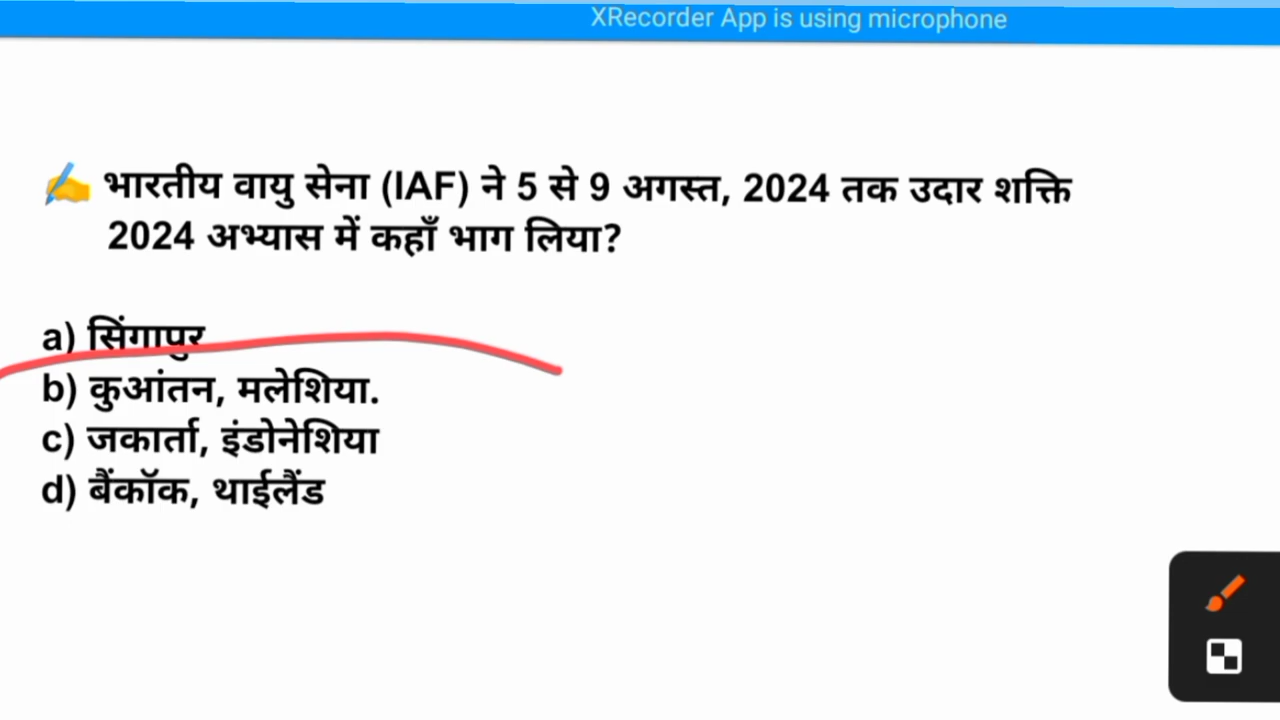 XRecorder App is using microphone
✍️ भारतीय वायु सेना (IAF) ने 5 से 9 अगस्त, 2024 तक उदार शक्ति
2024 अभ्यास में कहाँ भाग लिया?
a) सिंगापुर
b) कुआंतन, मलेशिया.
c) जकार्ता, इंडोनेशिया
d) बैंकॉक, थाईलैंड